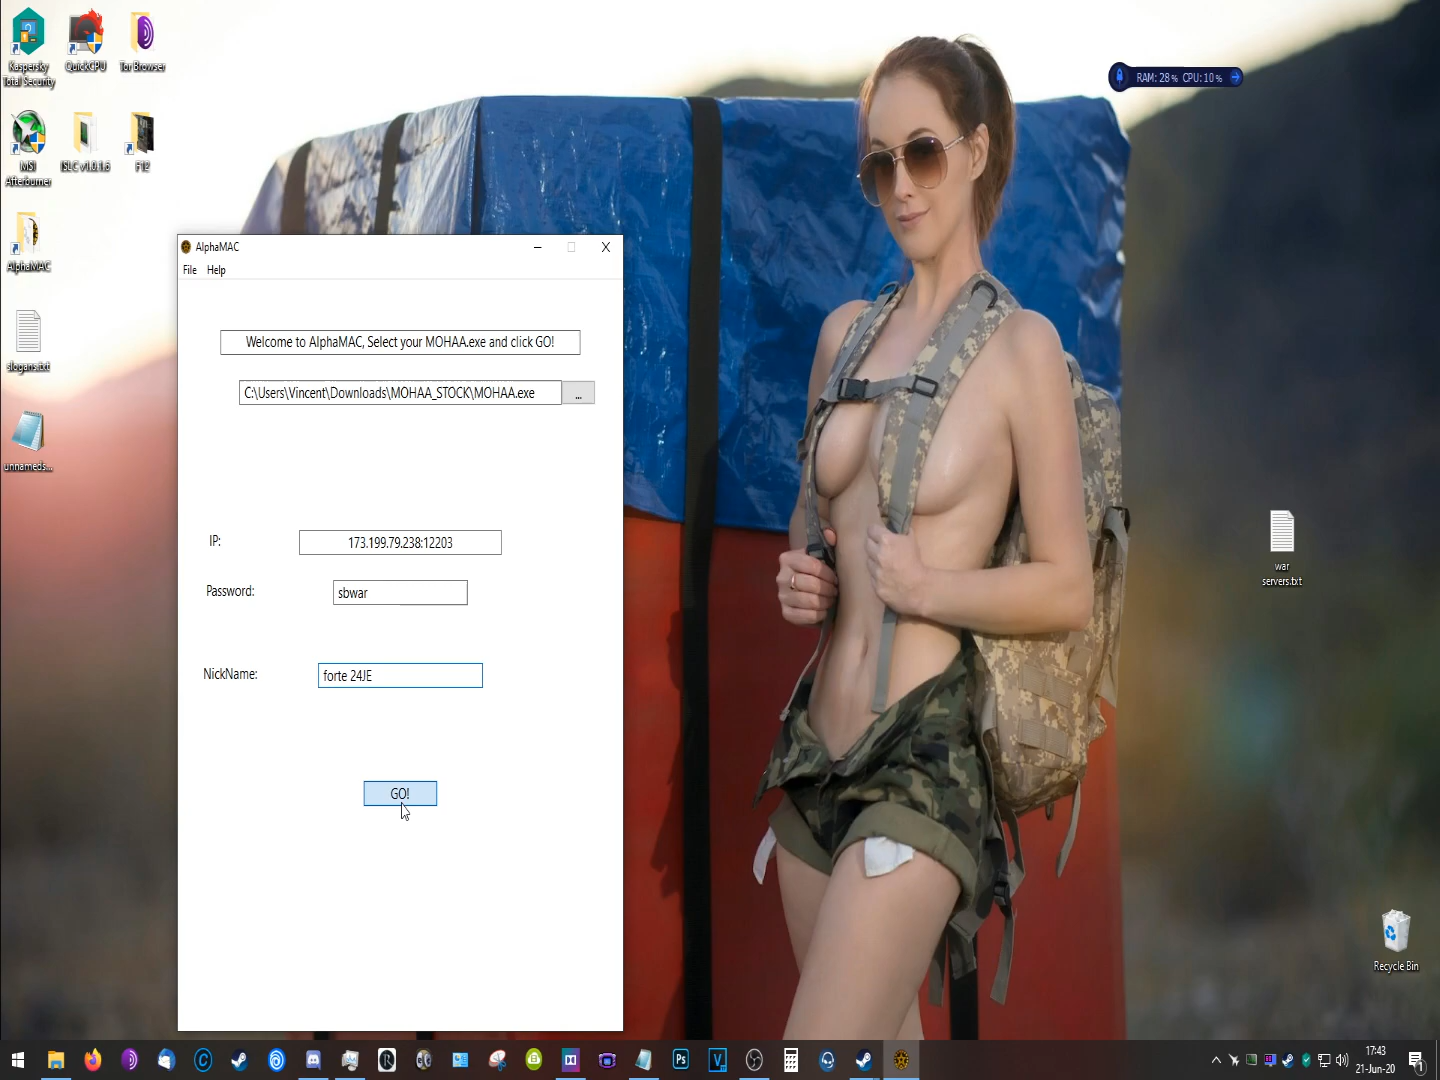 Kaspersky
Total Security
QuickCPU
Tor Browser
RAM: 28% CPU: 10%
MSI
Afterburner
ISLC v1.0.1.6
F12
AlphaMAC
slogans.txt
unnameds...
AlphaMAC
File Help
Welcome to AlphaMAC, Select your MOHAA.exe and click GO!
C:\Users\Vincent\Downloads\MOHAA_STOCK\MOHAA.exe
...
IP:
173.199.79.238:12203
Password:
sbwar
NickName:
forte 24JE
GO!
war
servers.txt
Recycle Bin
17:43
21-Jun-20
1